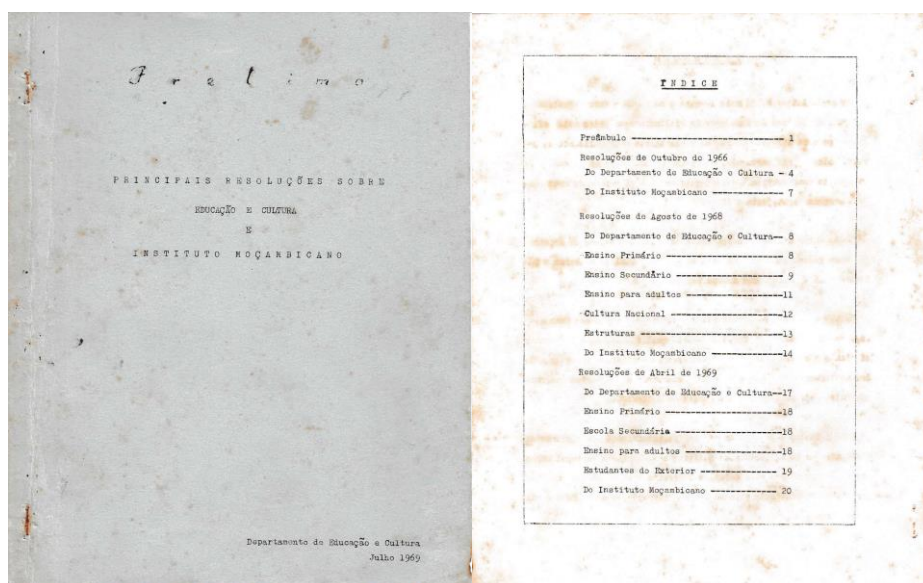 Frelimo
PRINCIPAIS RESOLUÇÕES SOBRE
EDUCAÇÃO E CULTURA
E
INSTITUTO MOÇAMBICANO
Departamento de Educação e Cultura
Julho 1969
ÍNDICE
Preâmbulo ---------------------- 1
Resoluções de Outubro de 1966
Do Departamento de Educação e Cultura - 4
Do Instituto Moçambicano --------------- 7
Resoluções de Agosto de 1968
Do Departamento de Educação e Cultura-- 8
Ensino Primário ----------------- 8
Ensino Secundário ---------------- 9
Ensino para adultos ----------------11
Cultura Nacional -----------------12
Estruturas ----------------------13
Do Instituto Moçambicano ------------14
Resoluções de Abril de 1969
Do Departamento de Educação e Cultura--17
Ensino Primário -----------------18
Escola Secundária ----------------18
Ensino para adultos ---------------18
Estudantes do Exterior ------------- 19
Do Instituto Moçambicano ----------- 20